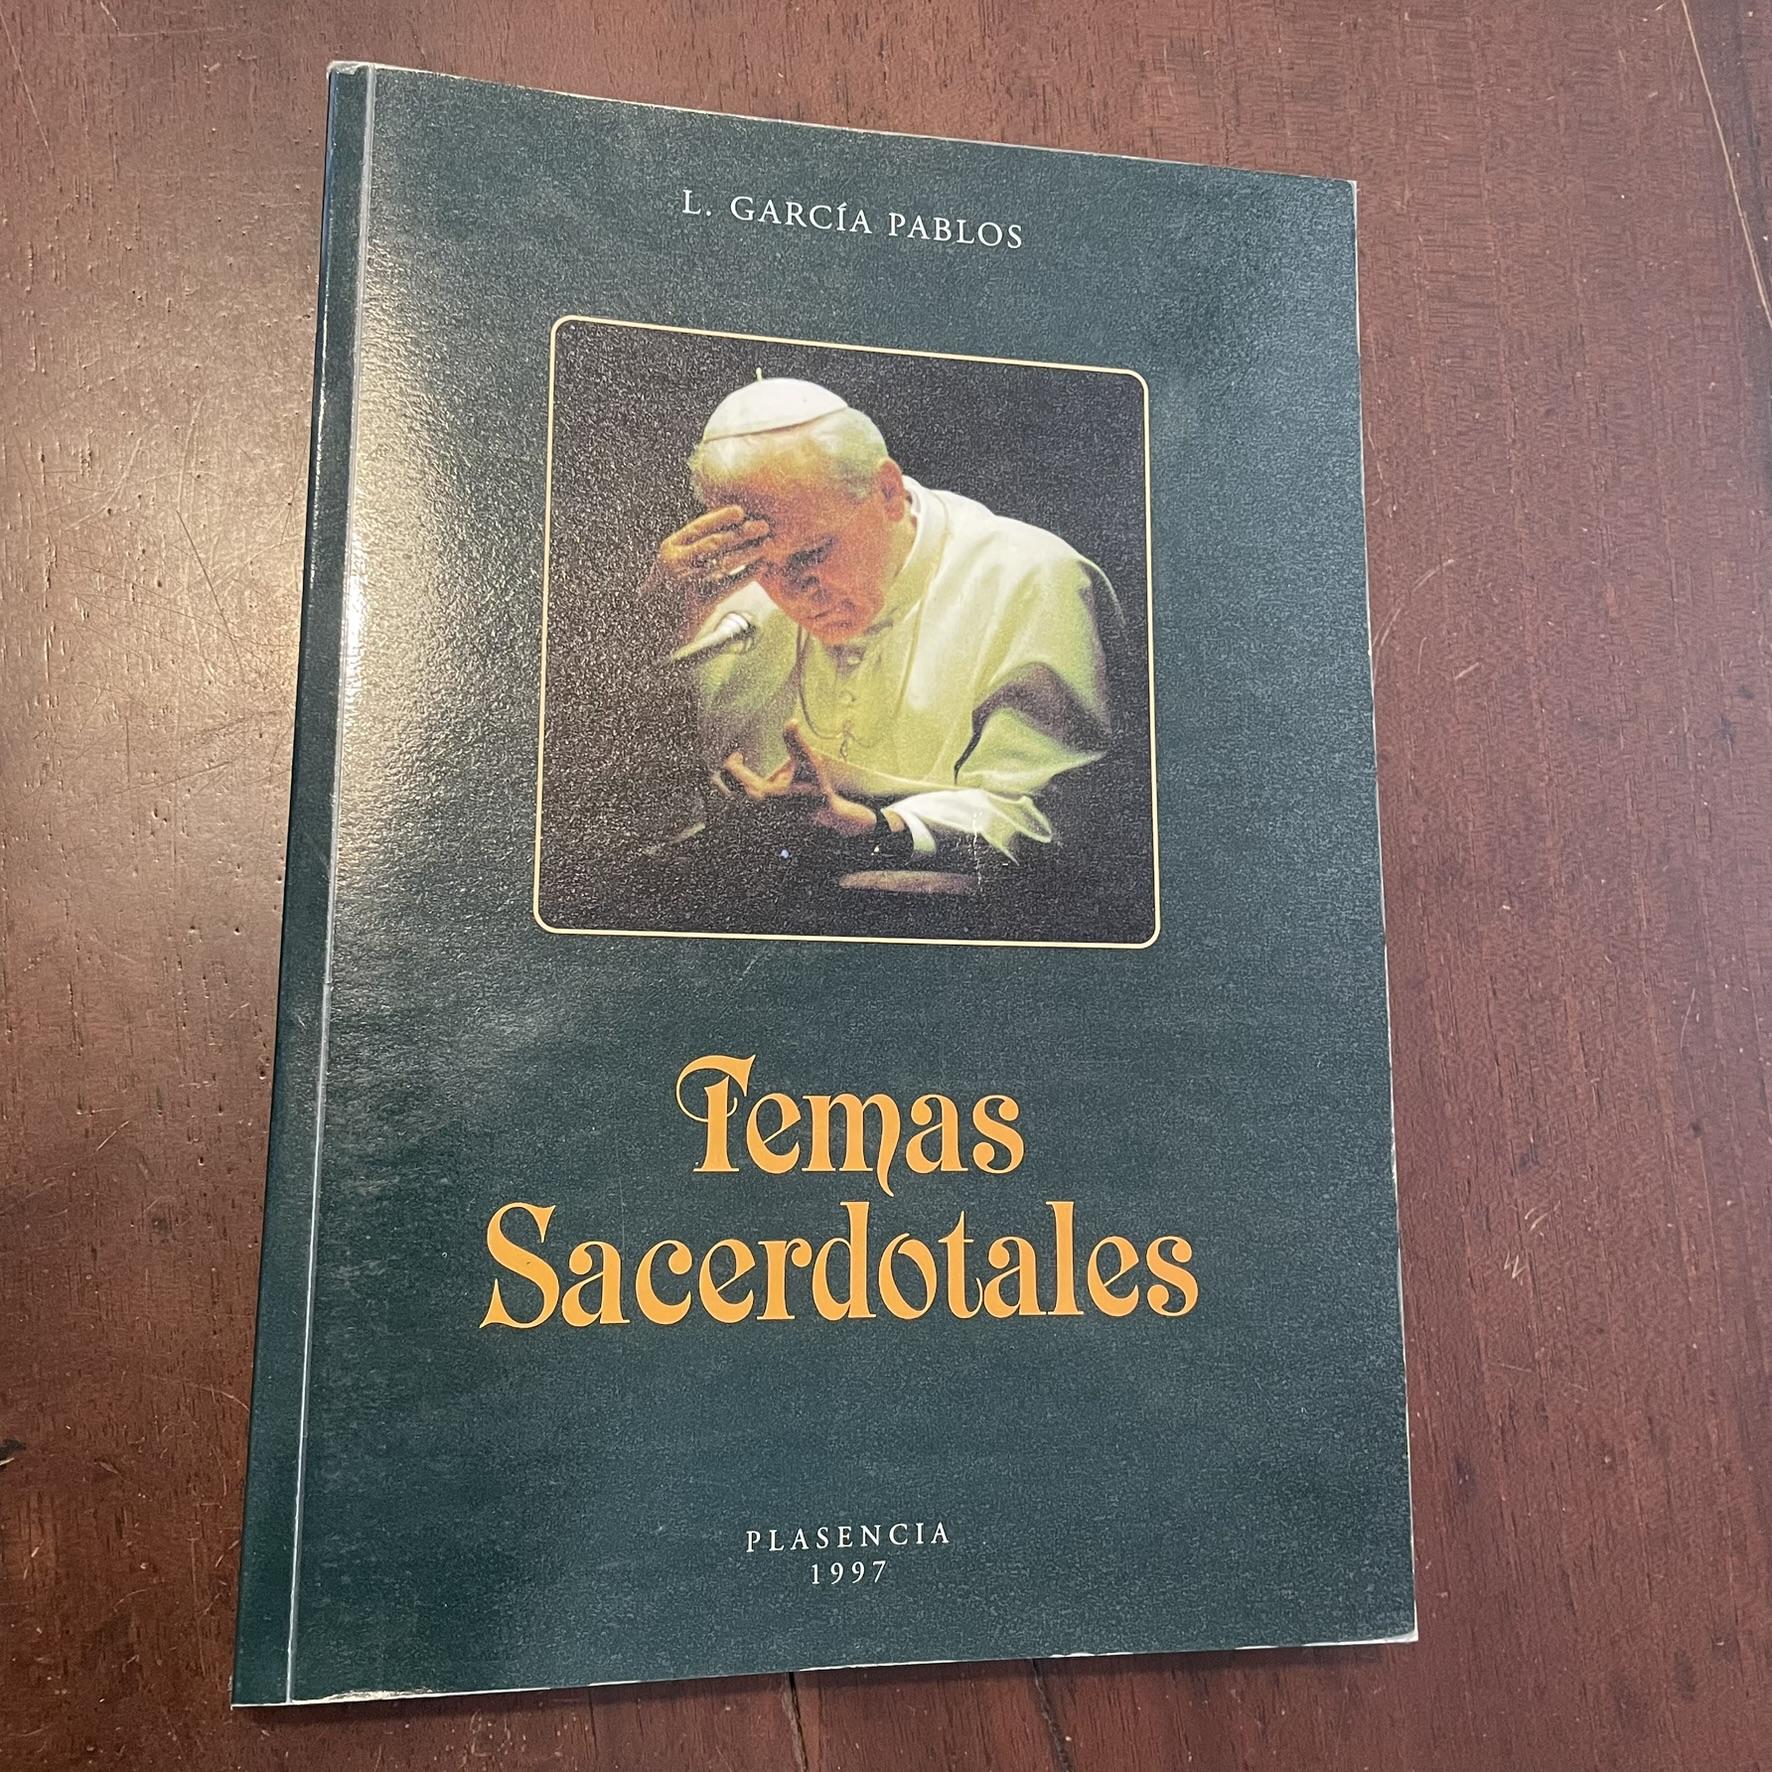 L. GARCÍA PABLOS
Temas
Sacerdotales
PLASENCIA
1997